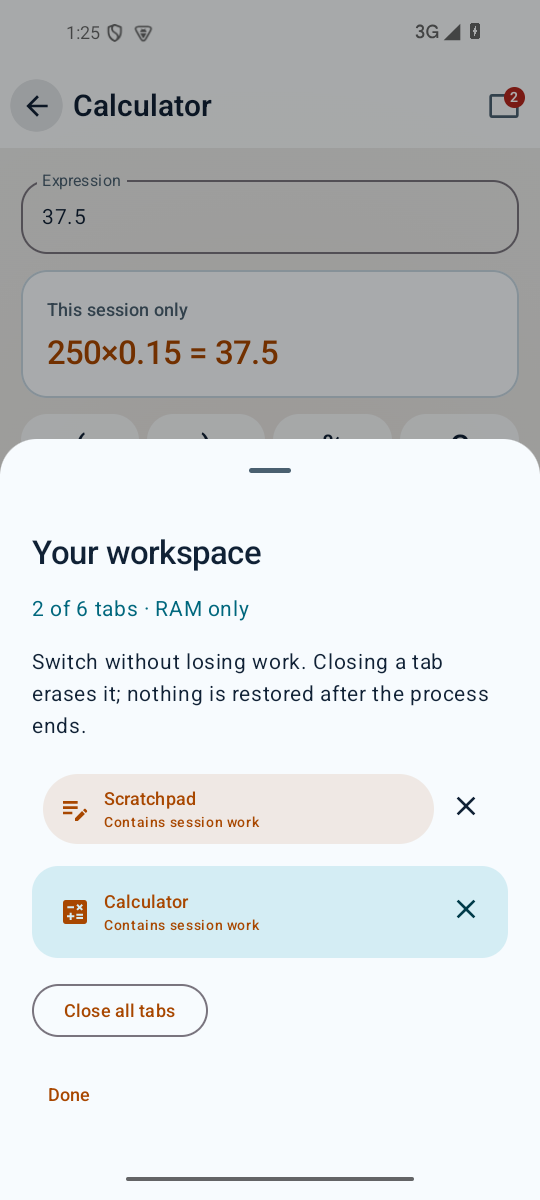 1:25
3G
Calculator
2
Expression
37.5
This session only
250×0.15 = 37.5
Your workspace
2 of 6 tabs · RAM only
Switch without losing work. Closing a tab
erases it; nothing is restored after the process
ends.
Scratchpad
Contains session work
Calculator
Contains session work
Close all tabs
Done